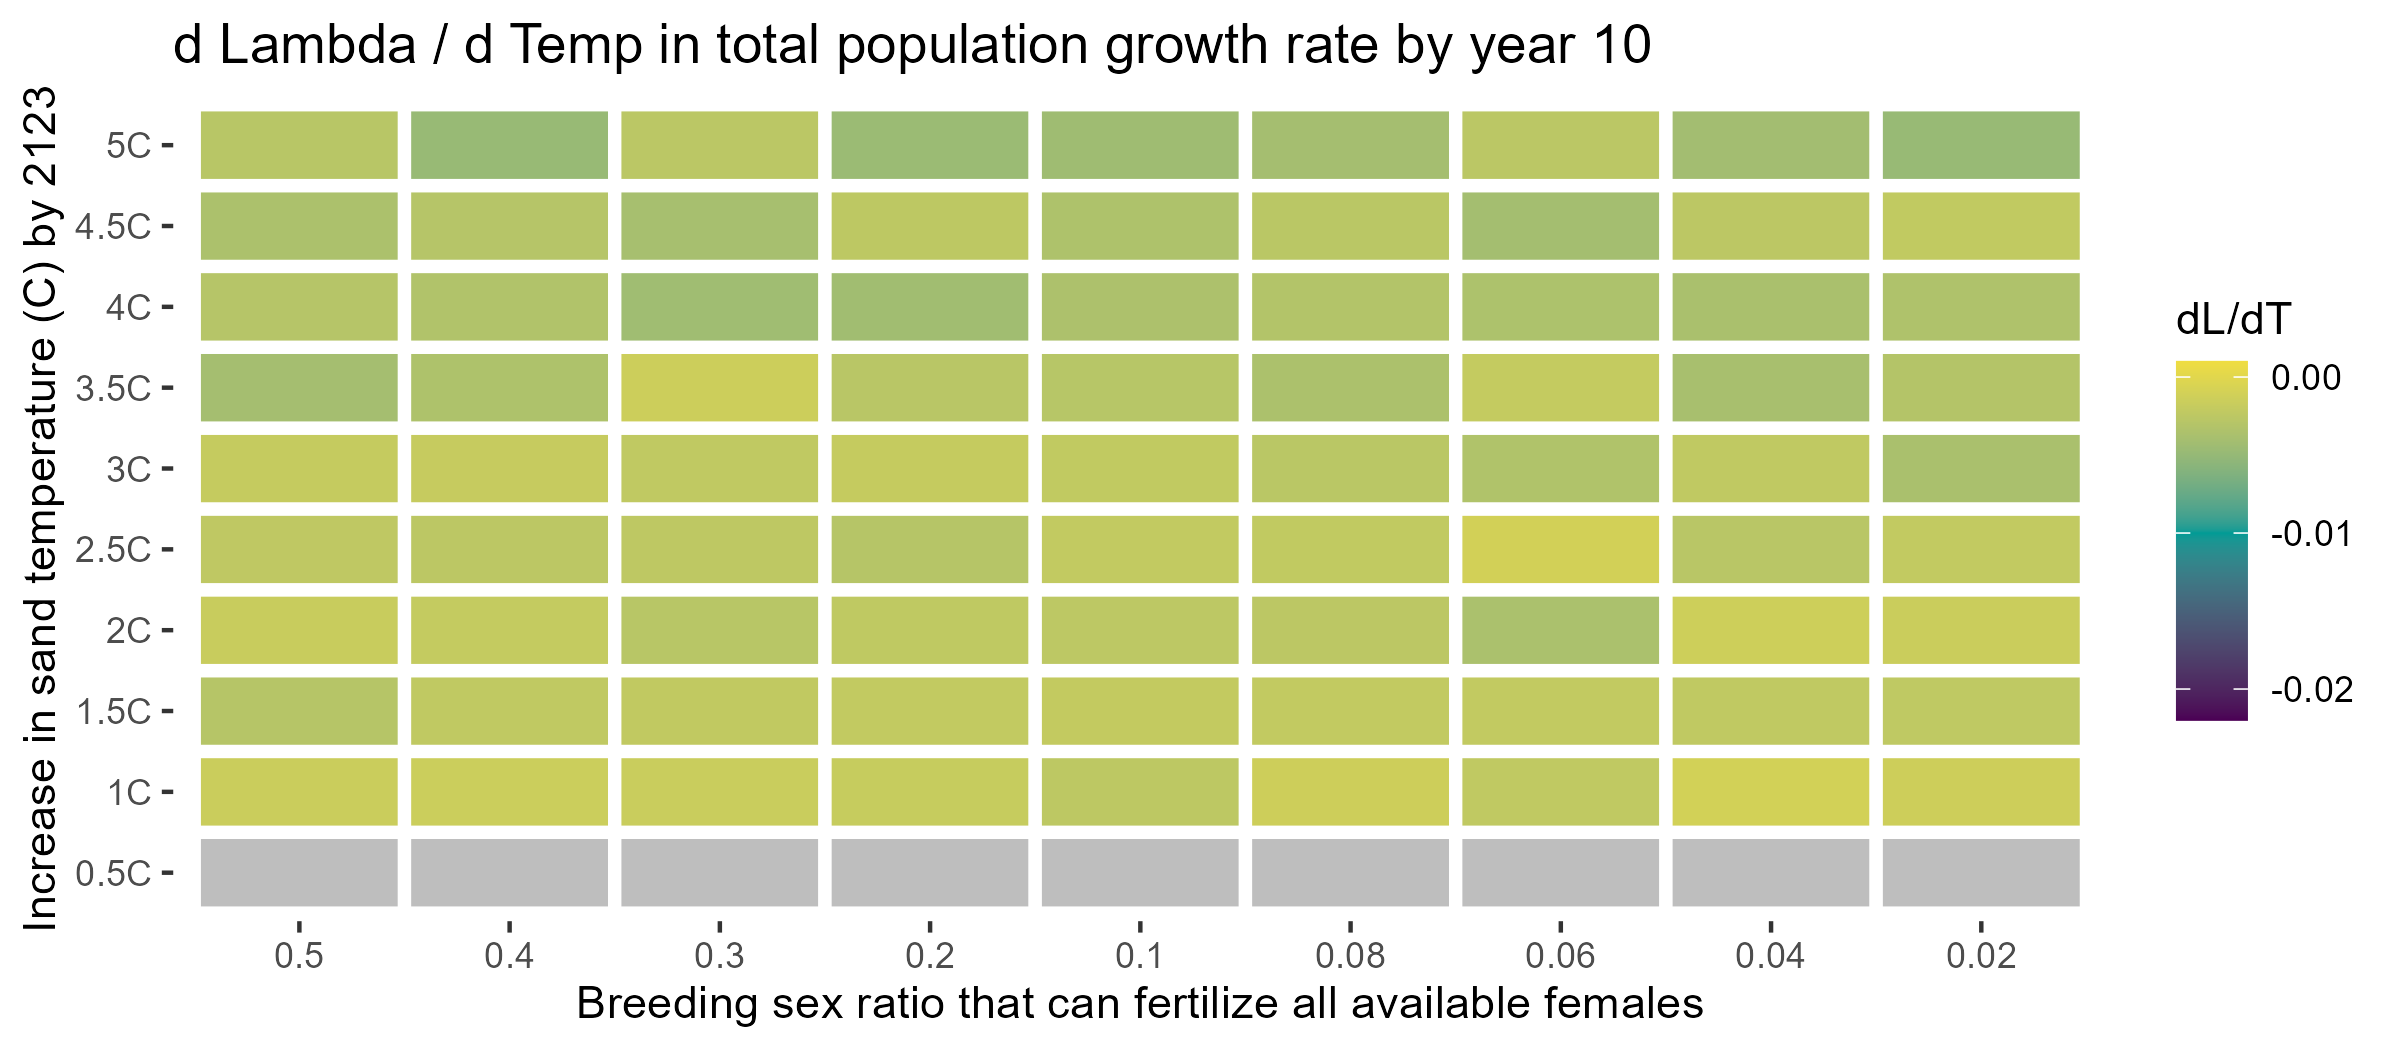 d Lambda / d Temp in total population growth rate by year 10
Increase in sand temperature (C) by 2123
5C
4.5C
4C
3.5C
3C
2.5C
2C
1.5C
1C
0.5C
0.5 0.4 0.3 0.2 0.1 0.08 0.06 0.04 0.02
Breeding sex ratio that can fertilize all available females
dL/dT
0.00
-0.01
-0.02